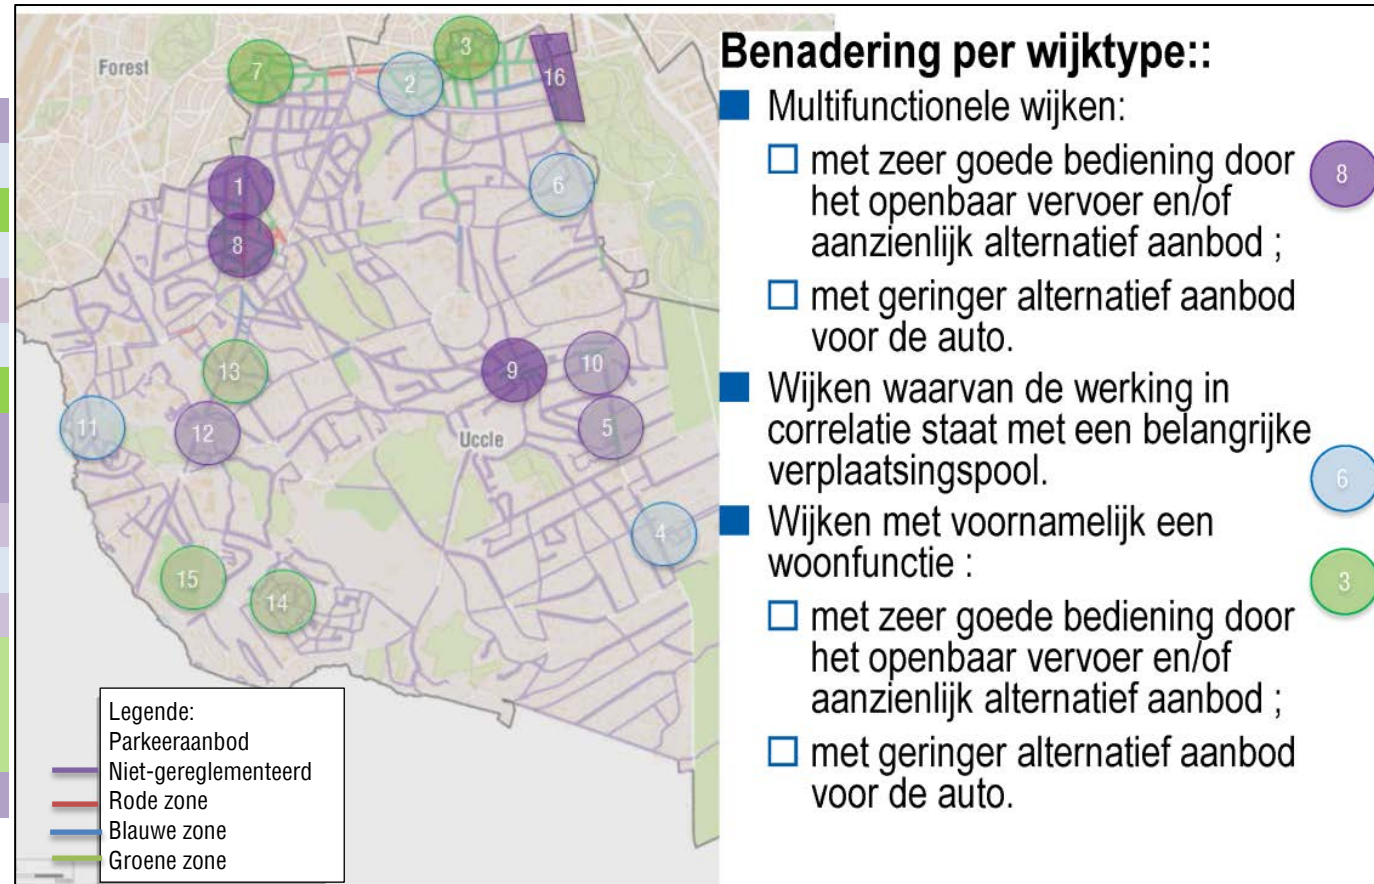 Benadering per wijktype::
Multifunctionele wijken:
met zeer goede bediening door
het openbaar vervoer en/of
aanzienlijk alternatief aanbod ;
8
met geringer alternatief aanbod
voor de auto.
Wijken waarvan de werking in
correlatie staat met een belangrijke
verplaatsingspool.
6
Wijken met voornamelijk een
woonfunctie :
3
met zeer goede bediening door
het openbaar vervoer en/of
aanzienlijk alternatief aanbod ;
met geringer alternatief aanbod
voor de auto.
Forest
7
3
2
16
1
6
8
13
9
10
11
12
Uccle
5
4
15
14
Legende:
Parkeeraanbod
Niet-gereglementeerd
Rode zone
Blauwe zone
Groene zone